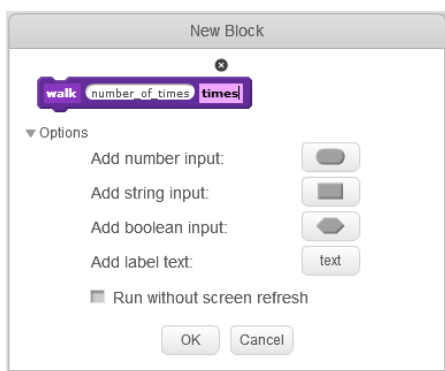 New Block
walk number_of_times times
Options
Add number input:
Add string input:
Add boolean input:
Add label text: text
Run without screen refresh
OK Cancel